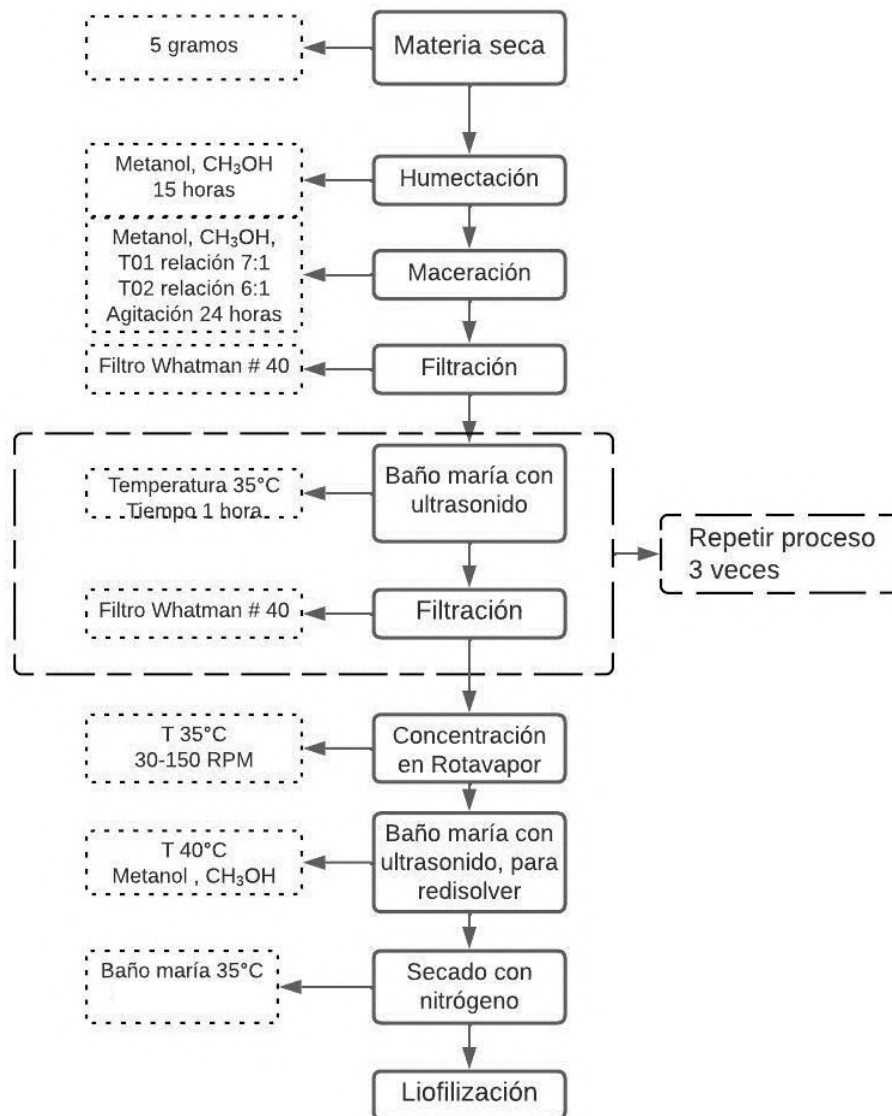 5 gramos
Materia seca
Metanol, CH₃OH
15 horas
Humectación
Metanol, CH₃OH,
T01 relación 7:1
T02 relación 6:1
Agitación 24 horas
Maceración
Filtro Whatman # 40
Filtración
Temperatura 35°C
Tiempo 1 hora
Baño maría con
ultrasonido
Repetir proceso
3 veces
Filtro Whatman # 40
Filtración
T 35°C
30-150 RPM
Concentración
en Rotavapor
T 40°C
Metanol , CH₃OH
Baño maría con
ultrasonido, para
redisolver
Baño maría 35°C
Secado con
nitrógeno
Liofilización